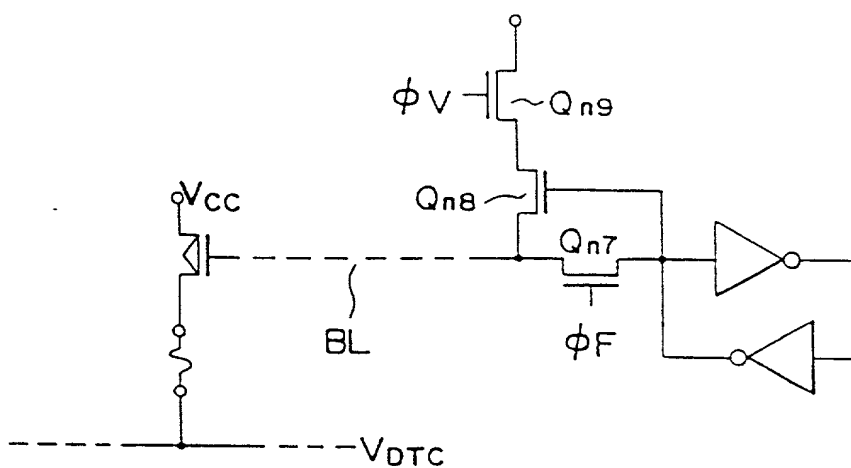 ΦV
Qn9
VCC
Qn8
Qn7
BL
ΦF
VDTC